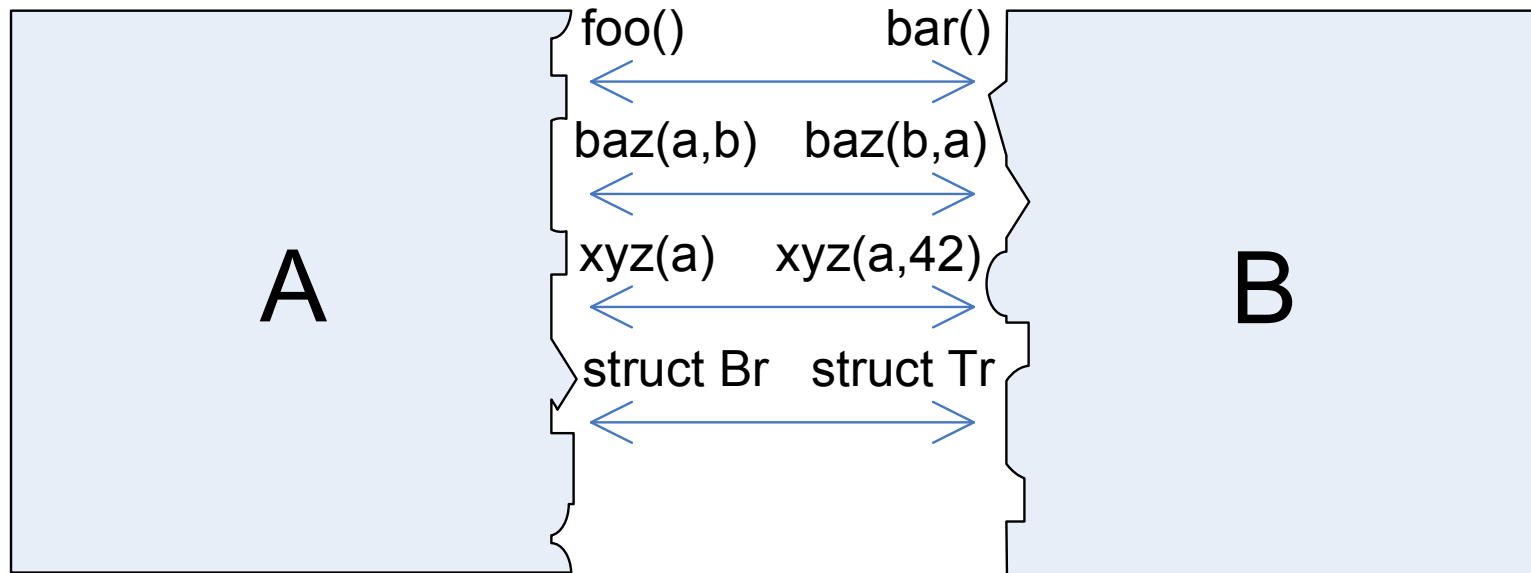 foo() bar()
baz(a,b) baz(b,a)
xyz(a) xyz(a,42)
A B
struct Br struct Tr